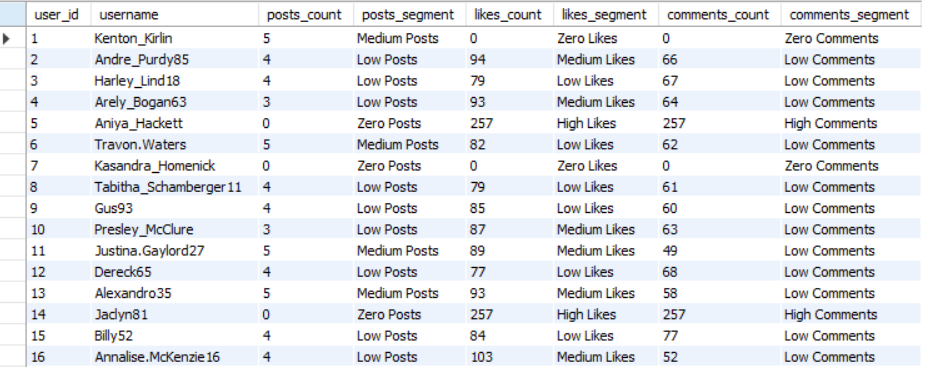 user_id username posts_count posts_segment likes_count likes_segment comments_count comments_segment
1 Kenton_Kirlin 5 Medium Posts 0 Zero Likes 0 Zero Comments
2 Andre_Purdy85 4 Low Posts 94 Medium Likes 66 Low Comments
3 Harley_Lind18 4 Low Posts 79 Low Likes 67 Low Comments
4 Arely_Bogan63 3 Low Posts 93 Medium Likes 64 Low Comments
5 Aniya_Hackett 0 Zero Posts 257 High Likes 257 High Comments
6 Travon.Waters 5 Medium Posts 82 Low Likes 62 Low Comments
7 Kasandra_Homenick 0 Zero Posts 0 Zero Likes 0 Zero Comments
8 Tabitha_Schamberger11 4 Low Posts 79 Low Likes 61 Low Comments
9 Gus93 4 Low Posts 85 Low Likes 60 Low Comments
10 Presley_McClure 3 Low Posts 87 Medium Likes 63 Low Comments
11 Justina.Gaylord27 5 Medium Posts 89 Medium Likes 49 Low Comments
12 Dereck65 4 Low Posts 77 Low Likes 68 Low Comments
13 Alexandro35 5 Medium Posts 93 Medium Likes 58 Low Comments
14 Jaclyn81 0 Zero Posts 257 High Likes 257 High Comments
15 Billy52 4 Low Posts 84 Low Likes 77 Low Comments
16 Annalise.McKenzie16 4 Low Posts 103 Medium Likes 52 Low Comments